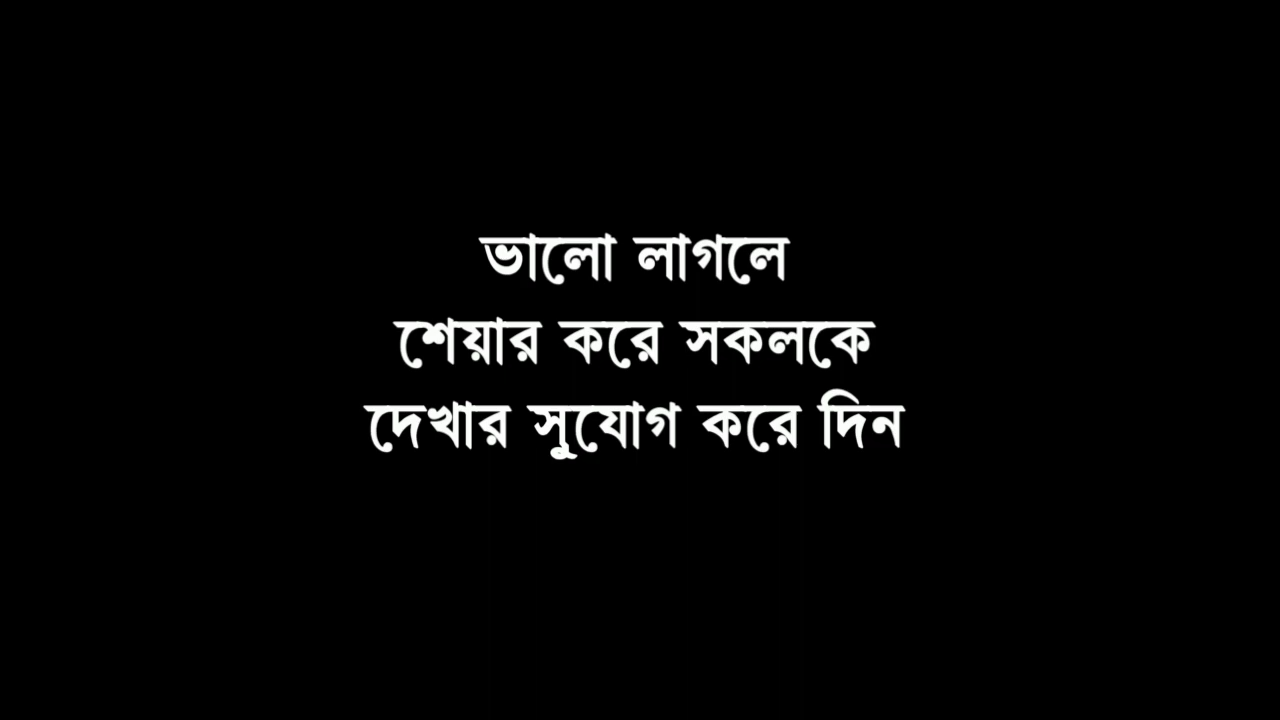 ভালো লাগলে
শেয়ার করে সকলকে
দেখার সুযোগ করে দিন